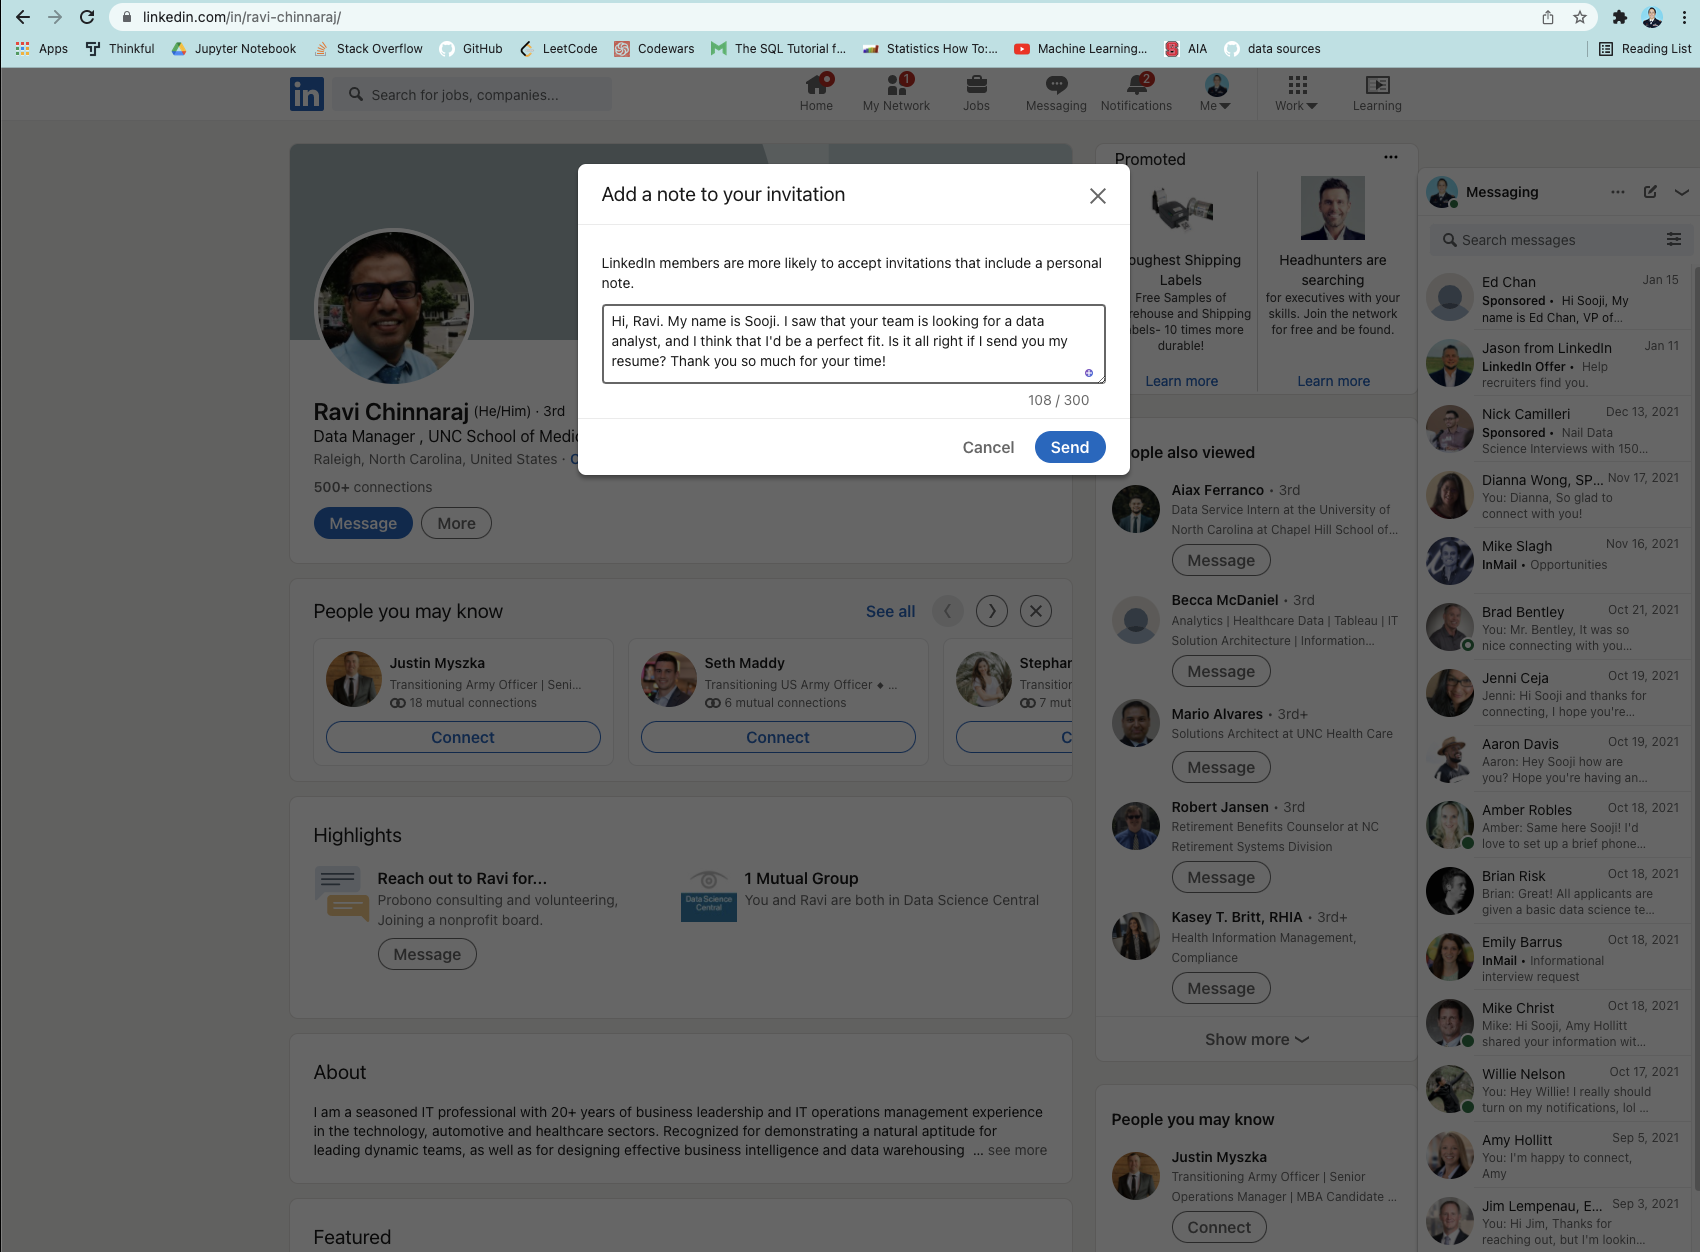 linkedin.com/in/ravi-chinnaraj/
Apps
Thinkful
Jupyter Notebook
Stack Overflow
GitHub
LeetCode
Codewars
The SQL Tutorial f...
Statistics How To:...
Machine Learning...
AIA
data sources
Reading List
in
Search for jobs, companies...
Home
1
My Network
Jobs
Messaging
2
Notifications
Me
Work
Learning
Add a note to your invitation
LinkedIn members are more likely to accept invitations that include a personal
note.
Hi, Ravi. My name is Sooji. I saw that your team is looking for a data
analyst, and I think that I'd be a perfect fit. Is it all right if I send you my
resume? Thank you so much for your time!
108 / 300
Cancel
Send
Ravi Chinnaraj (He/Him) · 3rd
Data Manager , UNC School of Medic
Raleigh, North Carolina, United States · C
500+ connections
Message
More
People you may know
See all
Justin Myszka
Transitioning Army Officer | Seni...
18 mutual connections
Connect
Seth Maddy
Transitioning US Army Officer ⬥ ...
6 mutual connections
Connect
Stephan
Transition
7 mut
C
Highlights
Reach out to Ravi for...
Probono consulting and volunteering,
Joining a nonprofit board.
Message
Data Science
Central
1 Mutual Group
You and Ravi are both in Data Science Central
About
I am a seasoned IT professional with 20+ years of business leadership and IT operations management experience
in the technology, automotive and healthcare sectors. Recognized for demonstrating a natural aptitude for
leading dynamic teams, as well as for designing effective business intelligence and data warehousing ... see more
Featured
Promoted
oughest Shipping
Labels
Free Samples of
rehouse and Shipping
bels- 10 times more
durable!
Learn more
Headhunters are
searching
for executives with your
skills. Join the network
for free and be found.
Learn more
ople also viewed
Aiax Ferranco • 3rd
Data Service Intern at the University of
North Carolina at Chapel Hill School of...
Message
Becca McDaniel • 3rd
Analytics | Healthcare Data | Tableau | IT
Solution Architecture | Information...
Message
Mario Alvares • 3rd+
Solutions Architect at UNC Health Care
Message
Robert Jansen • 3rd
Retirement Benefits Counselor at NC
Retirement Systems Division
Message
Kasey T. Britt, RHIA • 3rd+
Health Information Management,
Compliance
Message
Show more
People you may know
Justin Myszka
Transitioning Army Officer | Senior
Operations Manager | MBA Candidate ...
Connect
Messaging
Search messages
Ed Chan Jan 15
Sponsored • Hi Sooji, My
name is Ed Chan, VP of...
Jason from LinkedIn Jan 11
LinkedIn Offer • Help
recruiters find you.
Nick Camilleri Dec 13, 2021
Sponsored • Nail Data
Science Interviews with 150...
Dianna Wong, SP... Nov 17, 2021
You: Dianna, So glad to
connect with you!
Mike Slagh Nov 16, 2021
InMail • Opportunities
Brad Bentley Oct 21, 2021
You: Mr. Bentley, It was so
nice connecting with you...
Jenni Ceja Oct 19, 2021
Jenni: Hi Sooji and thanks for
connecting, I hope you're...
Aaron Davis Oct 19, 2021
Aaron: Hey Sooji how are
you? Hope you're having an...
Amber Robles Oct 18, 2021
Amber: Same here Sooji! I'd
love to set up a brief phone...
Brian Risk Oct 18, 2021
Brian: Great! All applicants are
given a basic data science te...
Emily Barrus Oct 18, 2021
InMail • Informational
interview request
Mike Christ Oct 18, 2021
Mike: Hi Sooji, Amy Hollitt
shared your information wit...
Willie Nelson Oct 17, 2021
You: Hey Willie! I really should
turn on my notifications, lol ...
Amy Hollitt Sep 5, 2021
You: I'm happy to connect,
Amy
Jim Lempenau, E... Sep 3, 2021
You: Hi Jim, Thanks for
reaching out, but I'm lookin...